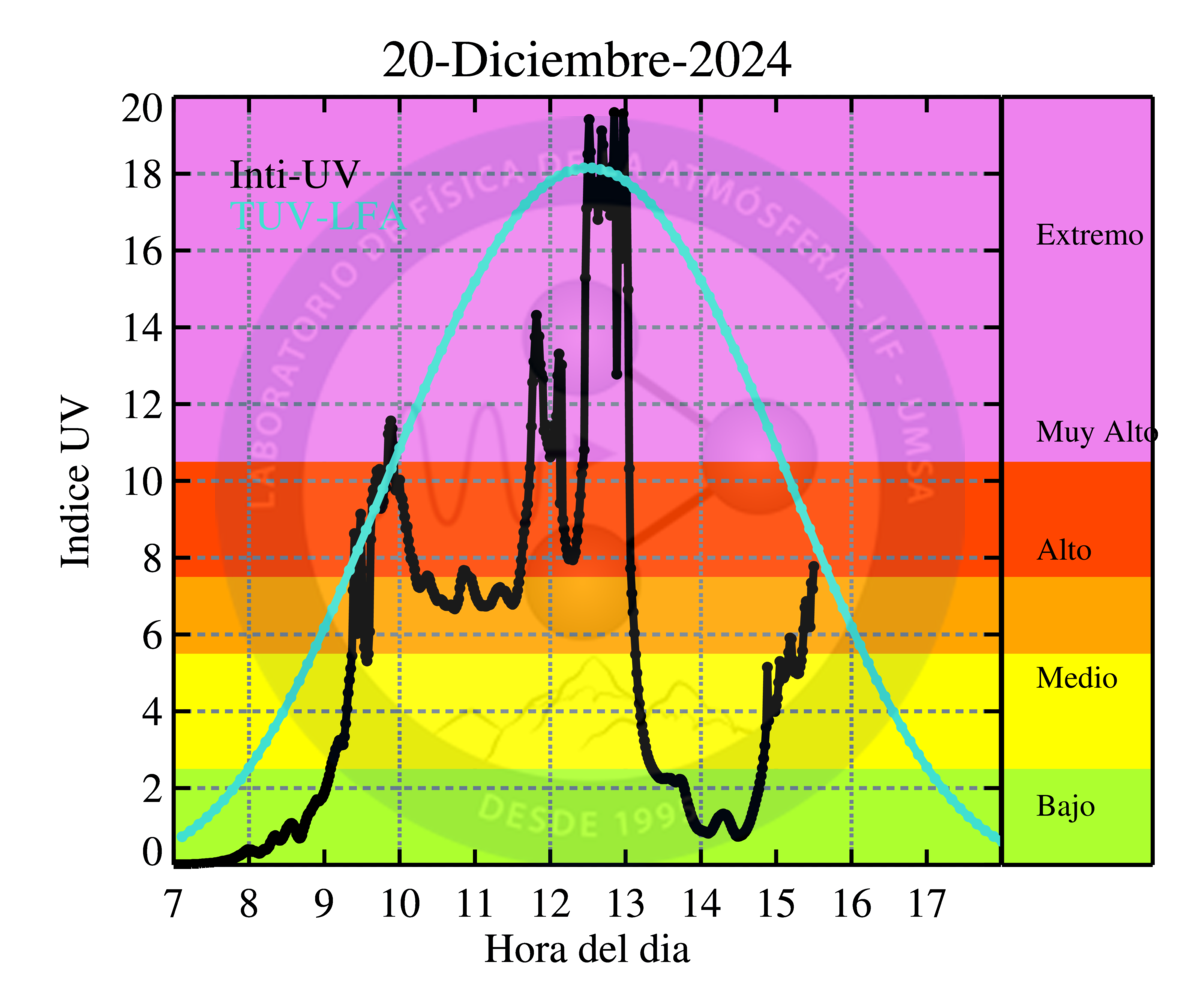 20-Diciembre-2024
Inti-UV
TUV-LFA
Indice UV
20
18
16
14
12
10
8
6
4
2
0
7 8 9 10 11 12 13 14 15 16 17
Hora del dia
Extremo
Muy Alto
Alto
Medio
Bajo
LABORATORIO DE FÍSICA DE LA ATMÓSFERA - IIF - UMSA